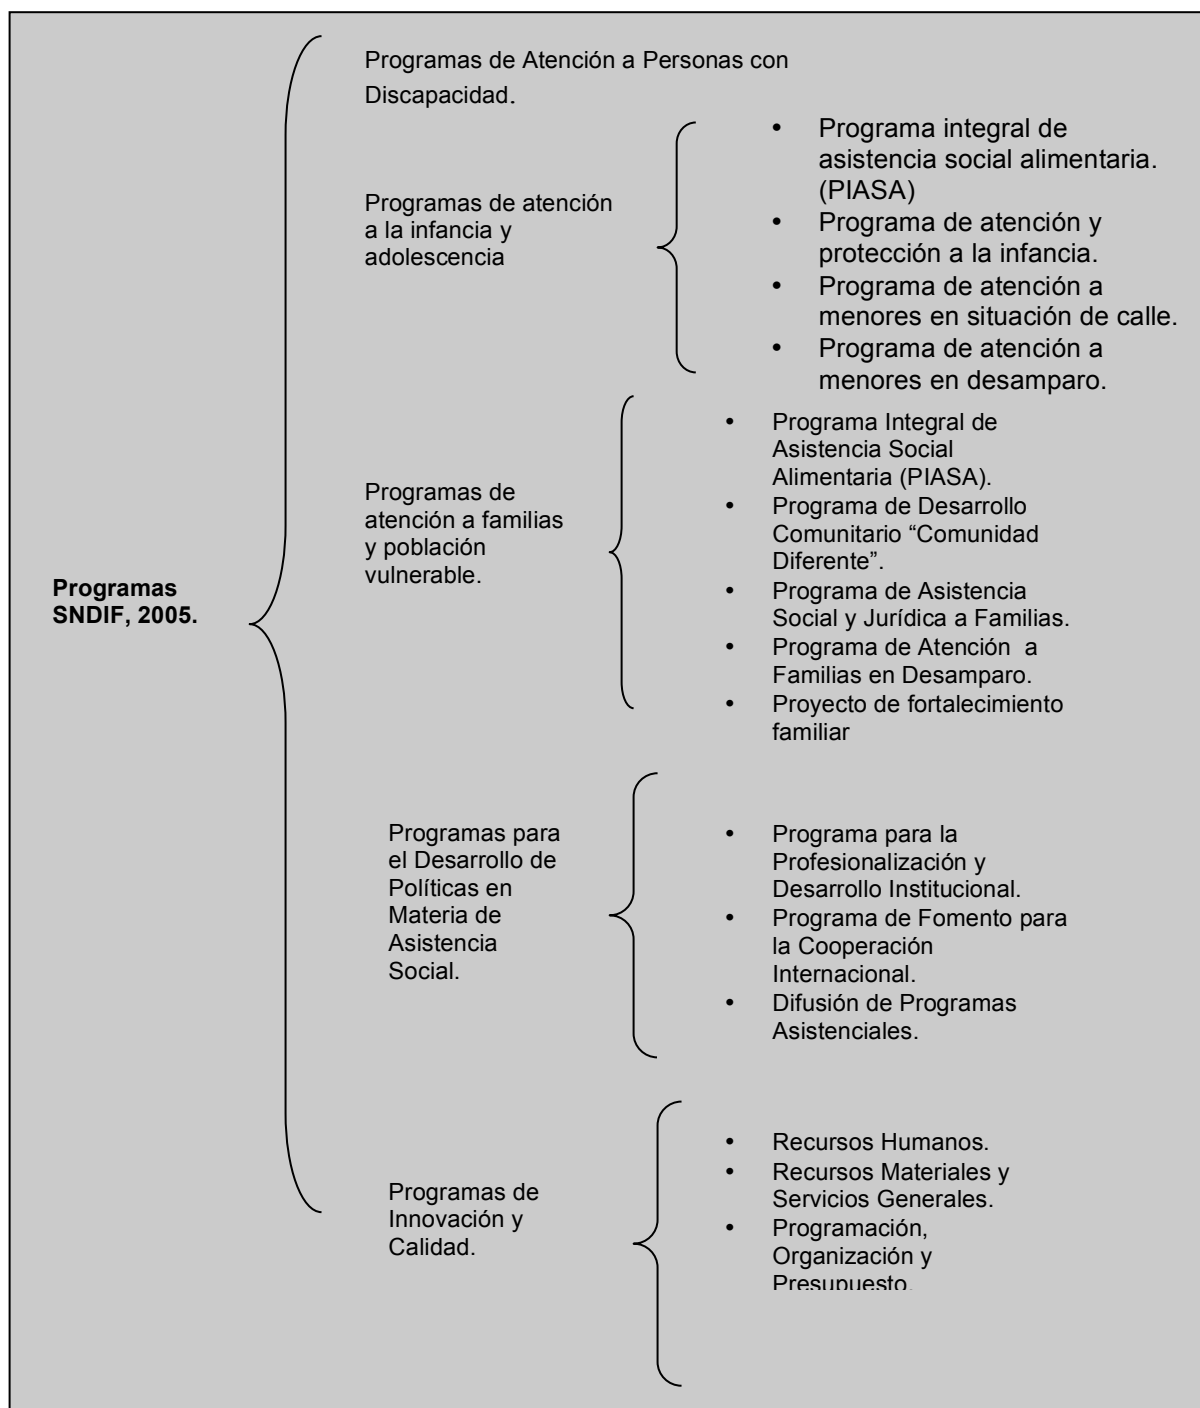 Programas
SNDIF, 2005.
Programas de Atención a Personas con
Discapacidad.
Programas de atención
a la infancia y
adolescencia
• Programa integral de
asistencia social alimentaria.
(PIASA)
• Programa de atención y
protección a la infancia.
• Programa de atención a
menores en situación de calle.
• Programa de atención a
menores en desamparo.
Programas de
atención a familias
y población
vulnerable.
• Programa Integral de
Asistencia Social
Alimentaria (PIASA).
• Programa de Desarrollo
Comunitario “Comunidad
Diferente”.
• Programa de Asistencia
Social y Jurídica a Familias.
• Programa de Atención a
Familias en Desamparo.
• Proyecto de fortalecimiento
familiar
Programas para
el Desarrollo de
Políticas en
Materia de
Asistencia
Social.
• Programa para la
Profesionalización y
Desarrollo Institucional.
• Programa de Fomento para
la Cooperación
Internacional.
• Difusión de Programas
Asistenciales.
Programas de
Innovación y
Calidad.
• Recursos Humanos.
• Recursos Materiales y
Servicios Generales.
• Programación,
Organización y
Presupuesto.